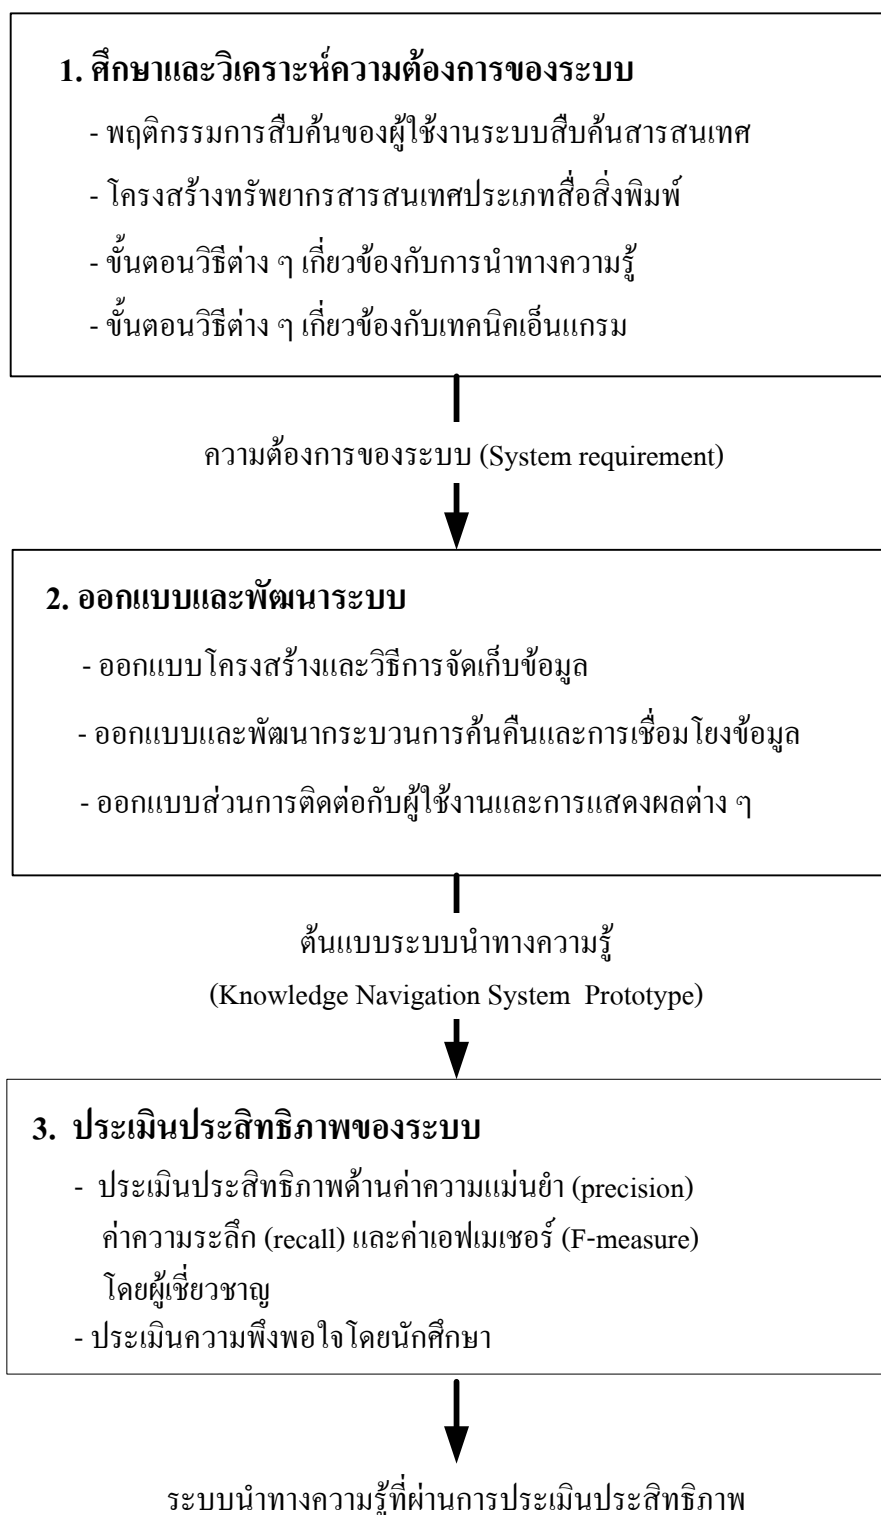 1. ศึกษาและวิเคราะห์ความต้องการของระบบ
- พฤติกรรมการสืบค้นของผู้ใช้งานระบบสืบค้นสารสนเทศ
- โครงสร้างทรัพยากรสารสนเทศประเภทสื่อสิ่งพิมพ์
- ขั้นตอนวิธีต่าง ๆ เกี่ยวข้องกับการนำทางความรู้
- ขั้นตอนวิธีต่าง ๆ เกี่ยวข้องกับเทคนิคเอ็นแกรม
ความต้องการของระบบ (System requirement)
2. ออกแบบและพัฒนาระบบ
- ออกแบบโครงสร้างและวิธีการจัดเก็บข้อมูล
- ออกแบบและพัฒนากระบวนการค้นคืนและการเชื่อมโยงข้อมูล
- ออกแบบส่วนการติดต่อกับผู้ใช้งานและการแสดงผลต่าง ๆ
ต้นแบบระบบนำทางความรู้
(Knowledge Navigation System Prototype)
3. ประเมินประสิทธิภาพของระบบ
- ประเมินประสิทธิภาพด้านค่าความแม่นยำ (precision)
ค่าความระลึก (recall) และค่าเอฟเมเชอร์ (F-measure)
โดยผู้เชี่ยวชาญ
- ประเมินความพึงพอใจโดยนักศึกษา
ระบบนำทางความรู้ที่ผ่านการประเมินประสิทธิภาพ